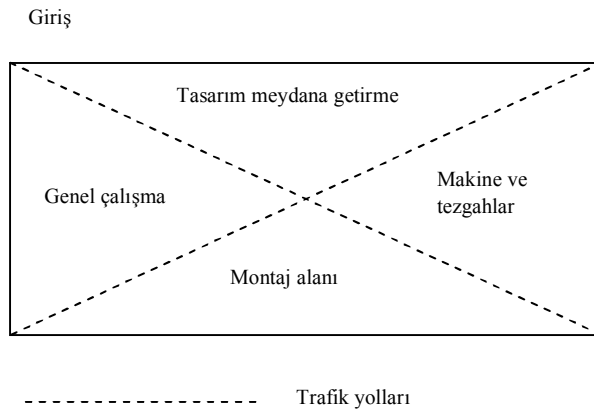 Giriş
Tasarım meydana getirme
Genel çalışma
Makine ve
tezgahlar
Montaj alanı
Trafik yolları